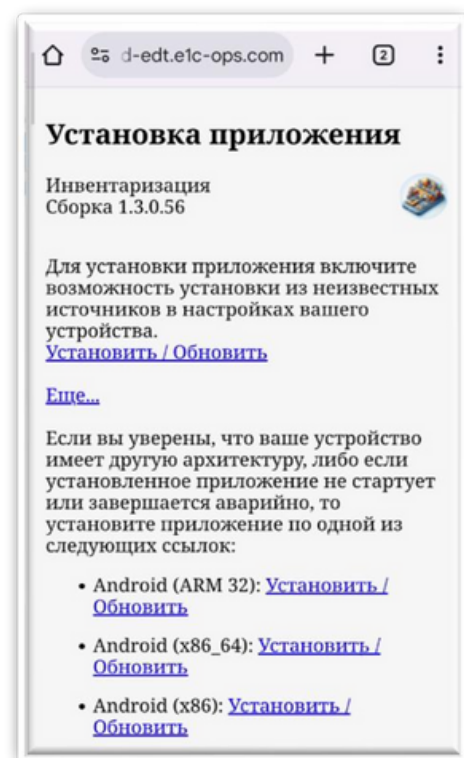 d-edt.e1c-ops.com
2
Установка приложения
Инвентаризация
Сборка 1.3.0.56
Для установки приложения включите
возможность установки из неизвестных
источников в настройках вашего
устройства.
Установить / Обновить
Еще...
Если вы уверены, что ваше устройство
имеет другую архитектуру, либо если
установленное приложение не стартует
или завершается аварийно, то
установите приложение по одной из
следующих ссылок:
• Android (ARM 32): Установить /
Обновить
• Android (x86_64): Установить /
Обновить
• Android (x86): Установить /
Обновить